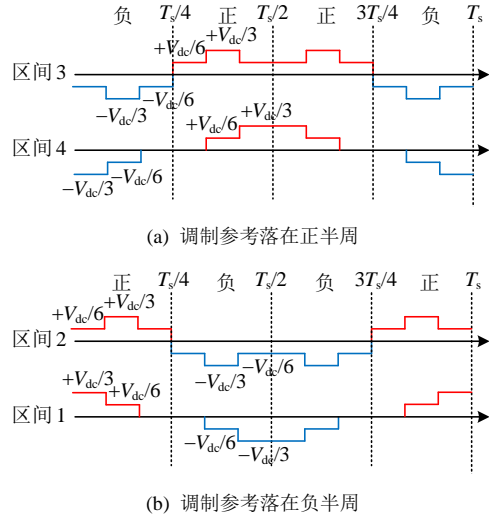 负 T_s/4 正 T_s/2 正 3T_s/4 负 T_s
+V_dc/6 +V_dc/3
区间 3
−V_dc/3 −V_dc/6
+V_dc/6 +V_dc/3
区间 4
−V_dc/3 −V_dc/6
(a) 调制参考落在正半周
正 T_s/4 负 T_s/2 负 3T_s/4 正 T_s
+V_dc/6 +V_dc/3
区间 2
−V_dc/3 −V_dc/6
+V_dc/3 +V_dc/6
区间 1
−V_dc/6 −V_dc/3
(b) 调制参考落在负半周